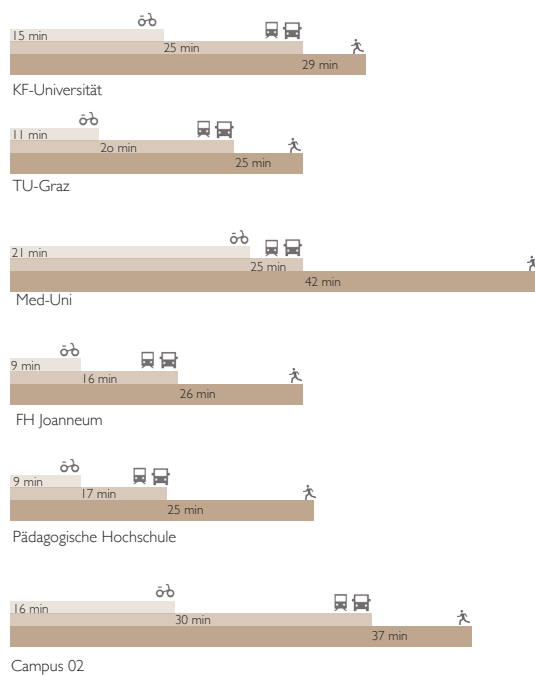 15 min
25 min
29 min
KF-Universität
11 min
2o min
25 min
TU-Graz
21 min
25 min
42 min
Med-Uni
9 min
16 min
26 min
FH Joanneum
9 min
17 min
25 min
Pädagogische Hochschule
16 min
30 min
37 min
Campus 02